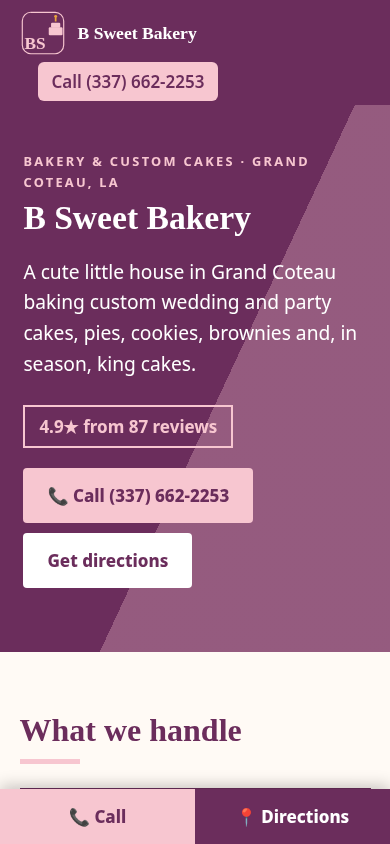 BS
B Sweet Bakery
Call (337) 662-2253
BAKERY & CUSTOM CAKES · GRAND
COTEAU, LA
B Sweet Bakery
A cute little house in Grand Coteau
baking custom wedding and party
cakes, pies, cookies, brownies and, in
season, king cakes.
4.9★ from 87 reviews
📞 Call (337) 662-2253
Get directions
What we handle
📞 Call
📍 Directions